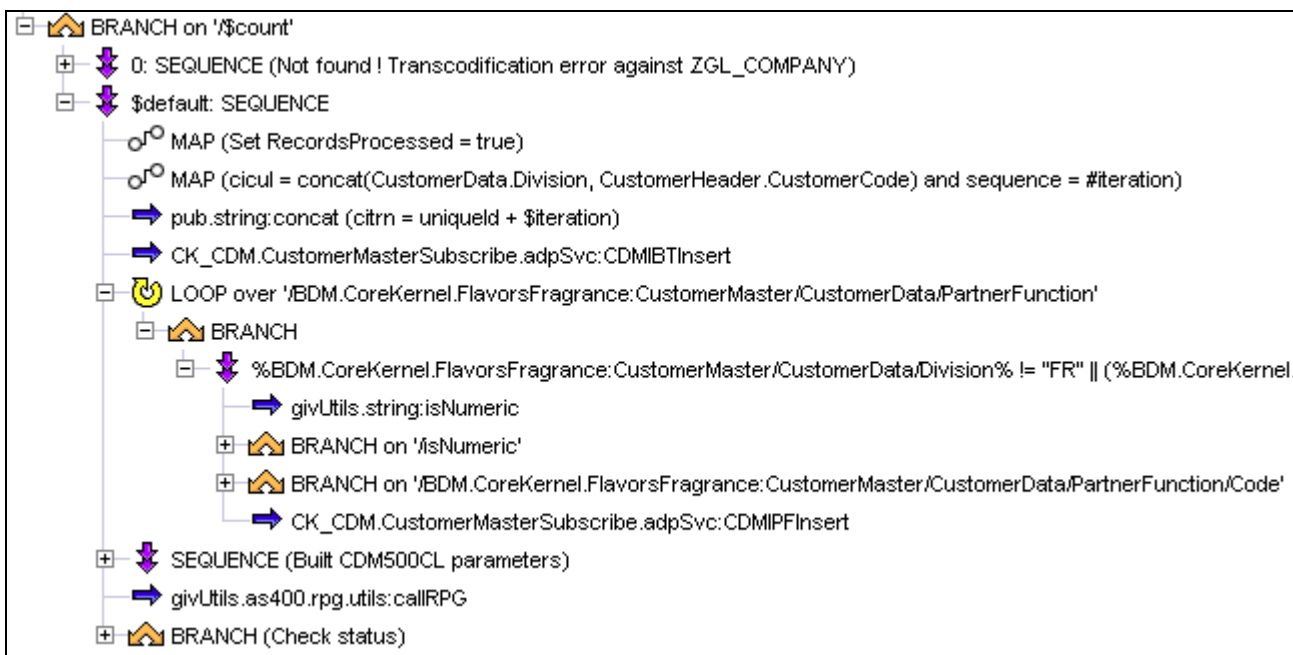 BRANCH on '/$count'
0: SEQUENCE (Not found ! Transcodification error against ZGL_COMPANY)
$default: SEQUENCE
MAP (Set RecordsProcessed = true)
MAP (cicul = concat(CustomerData.Division, CustomerHeader.CustomerCode) and sequence = #iteration)
pub.string:concat (citrn = uniqueId + $iteration)
CK_CDM.CustomerMasterSubscribe.adpSvc:CDMIBTInsert
LOOP over '/BDM.CoreKernel.FlavorsFragrance:CustomerMaster/CustomerData/PartnerFunction'
BRANCH
%BDM.CoreKernel.FlavorsFragrance:CustomerMaster/CustomerData/Division% != "FR" || (%BDM.CoreKernel.
givUtils.string:isNumeric
BRANCH on '/isNumeric'
BRANCH on '/BDM.CoreKernel.FlavorsFragrance:CustomerMaster/CustomerData/PartnerFunction/Code'
CK_CDM.CustomerMasterSubscribe.adpSvc:CDMIPFInsert
SEQUENCE (Built CDM500CL parameters)
givUtils.as400.rpg.utils:callRPG
BRANCH (Check status)